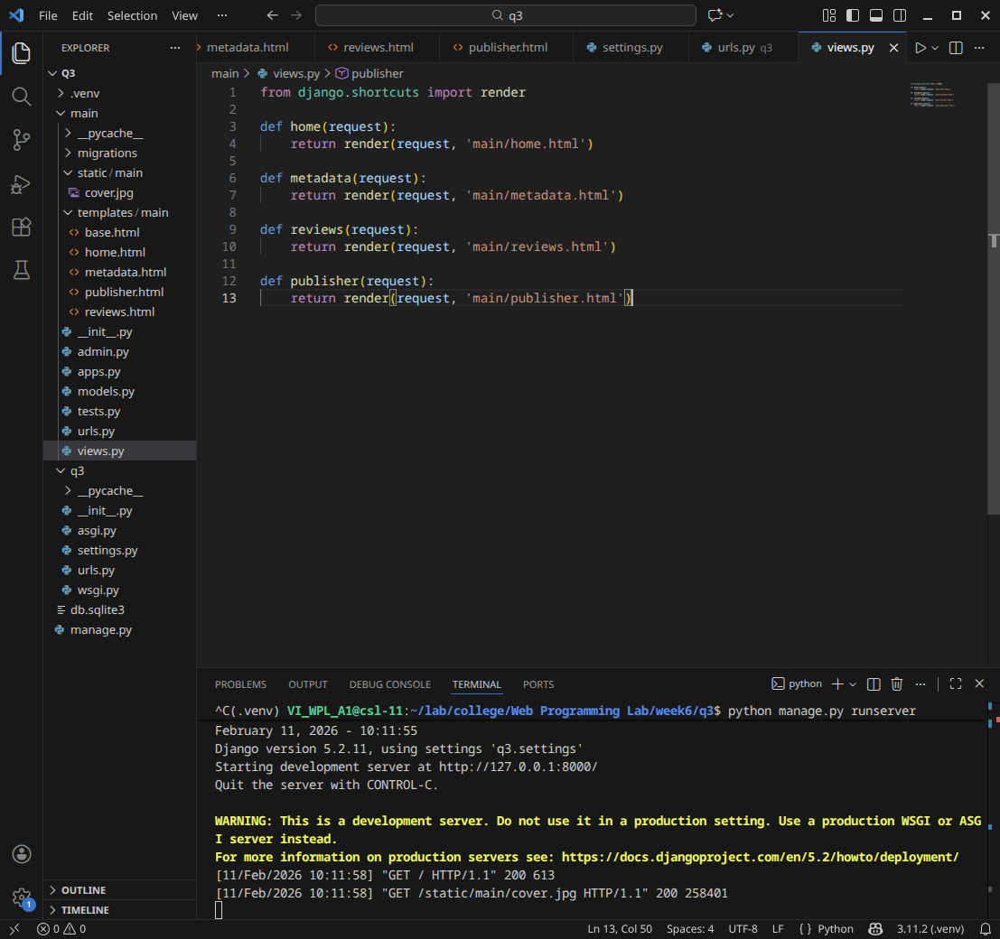 File Edit Selection View ··· q3
EXPLORER ···
metadata.html reviews.html publisher.html settings.py urls.py q3 views.py ···
Q3
.venv
main
__pycache__
migrations
static / main
cover.jpg
templates / main
base.html
home.html
metadata.html
publisher.html
reviews.html
__init__.py
admin.py
apps.py
models.py
tests.py
urls.py
views.py
q3
__pycache__
__init__.py
asgi.py
settings.py
urls.py
wsgi.py
db.sqlite3
manage.py
OUTLINE
TIMELINE
main > views.py > publisher
1 from django.shortcuts import render
2
3 def home(request):
4 return render(request, 'main/home.html')
5
6 def metadata(request):
7 return render(request, 'main/metadata.html')
8
9 def reviews(request):
10 return render(request, 'main/reviews.html')
11
12 def publisher(request):
13 return render(request, 'main/publisher.html')
PROBLEMS OUTPUT DEBUG CONSOLE TERMINAL PORTS python ···
^C(.venv) VI_WPL_A1@csl-11:~/lab/college/Web Programming Lab/week6/q3$ python manage.py runserver
February 11, 2026 - 10:11:55
Django version 5.2.11, using settings 'q3.settings'
Starting development server at http://127.0.0.1:8000/
Quit the server with CONTROL-C.
WARNING: This is a development server. Do not use it in a production setting. Use a production WSGI or ASG
I server instead.
For more information on production servers see: https://docs.djangoproject.com/en/5.2/howto/deployment/
[11/Feb/2026 10:11:58] "GET / HTTP/1.1" 200 613
[11/Feb/2026 10:11:58] "GET /static/main/cover.jpg HTTP/1.1" 200 258401
1
0 0 Ln 13, Col 50 Spaces: 4 UTF-8 LF { } Python 3.11.2 (.venv)